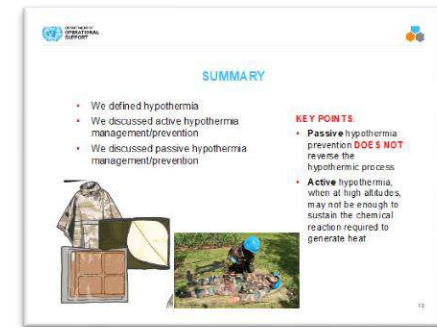 DEPARTMENT OF
OPERATIONAL
SUPPORT
SUMMARY
• We defined hypothermia
• We discussed active hypothermia
management/prevention
• We discussed passive hypothermia
management/prevention
KEY POINTS:
• Passive hypothermia
prevention DOES NOT
reverse the
hypothermic process
• Active hypothermia,
when at high altitudes,
may not be enough to
sustain the chemical
reaction required to
generate heat